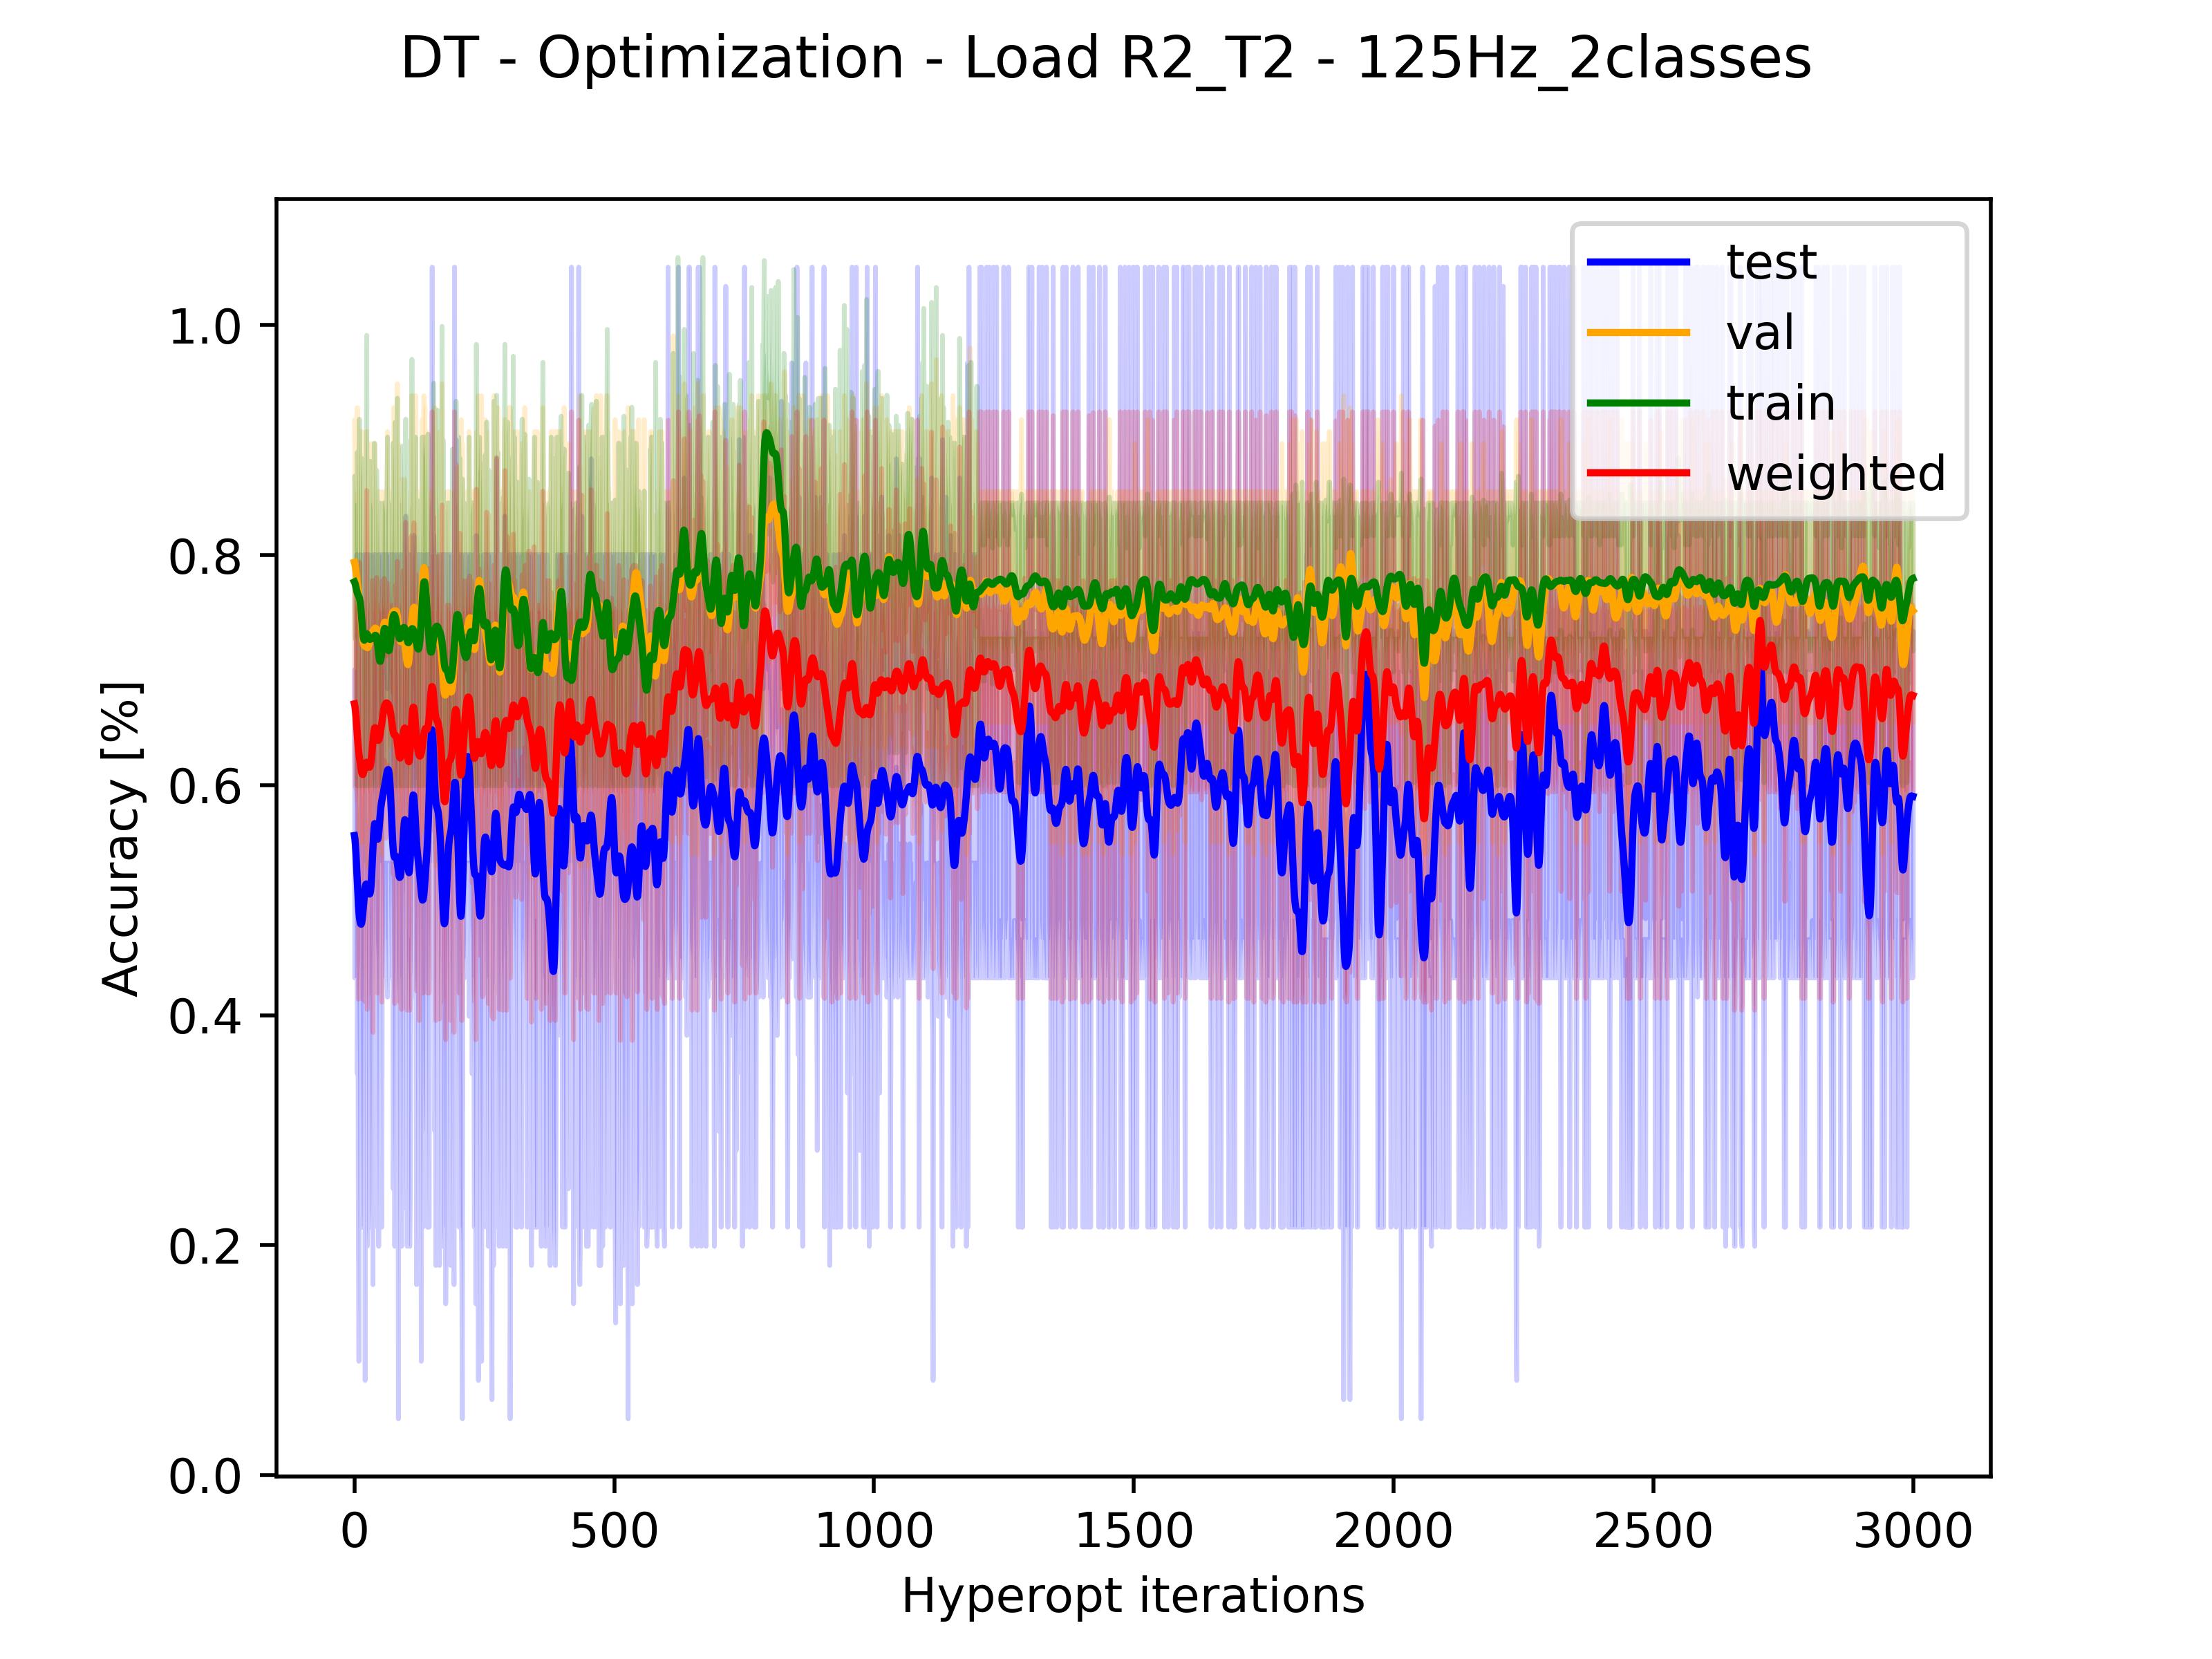 DT - Optimization - Load R2_T2 - 125Hz_2classes
test
val
train
weighted
1.0
0.8
0.6
0.4
0.2
0.0
Accuracy [%]
0 500 1000 1500 2000 2500 3000
Hyperopt iterations